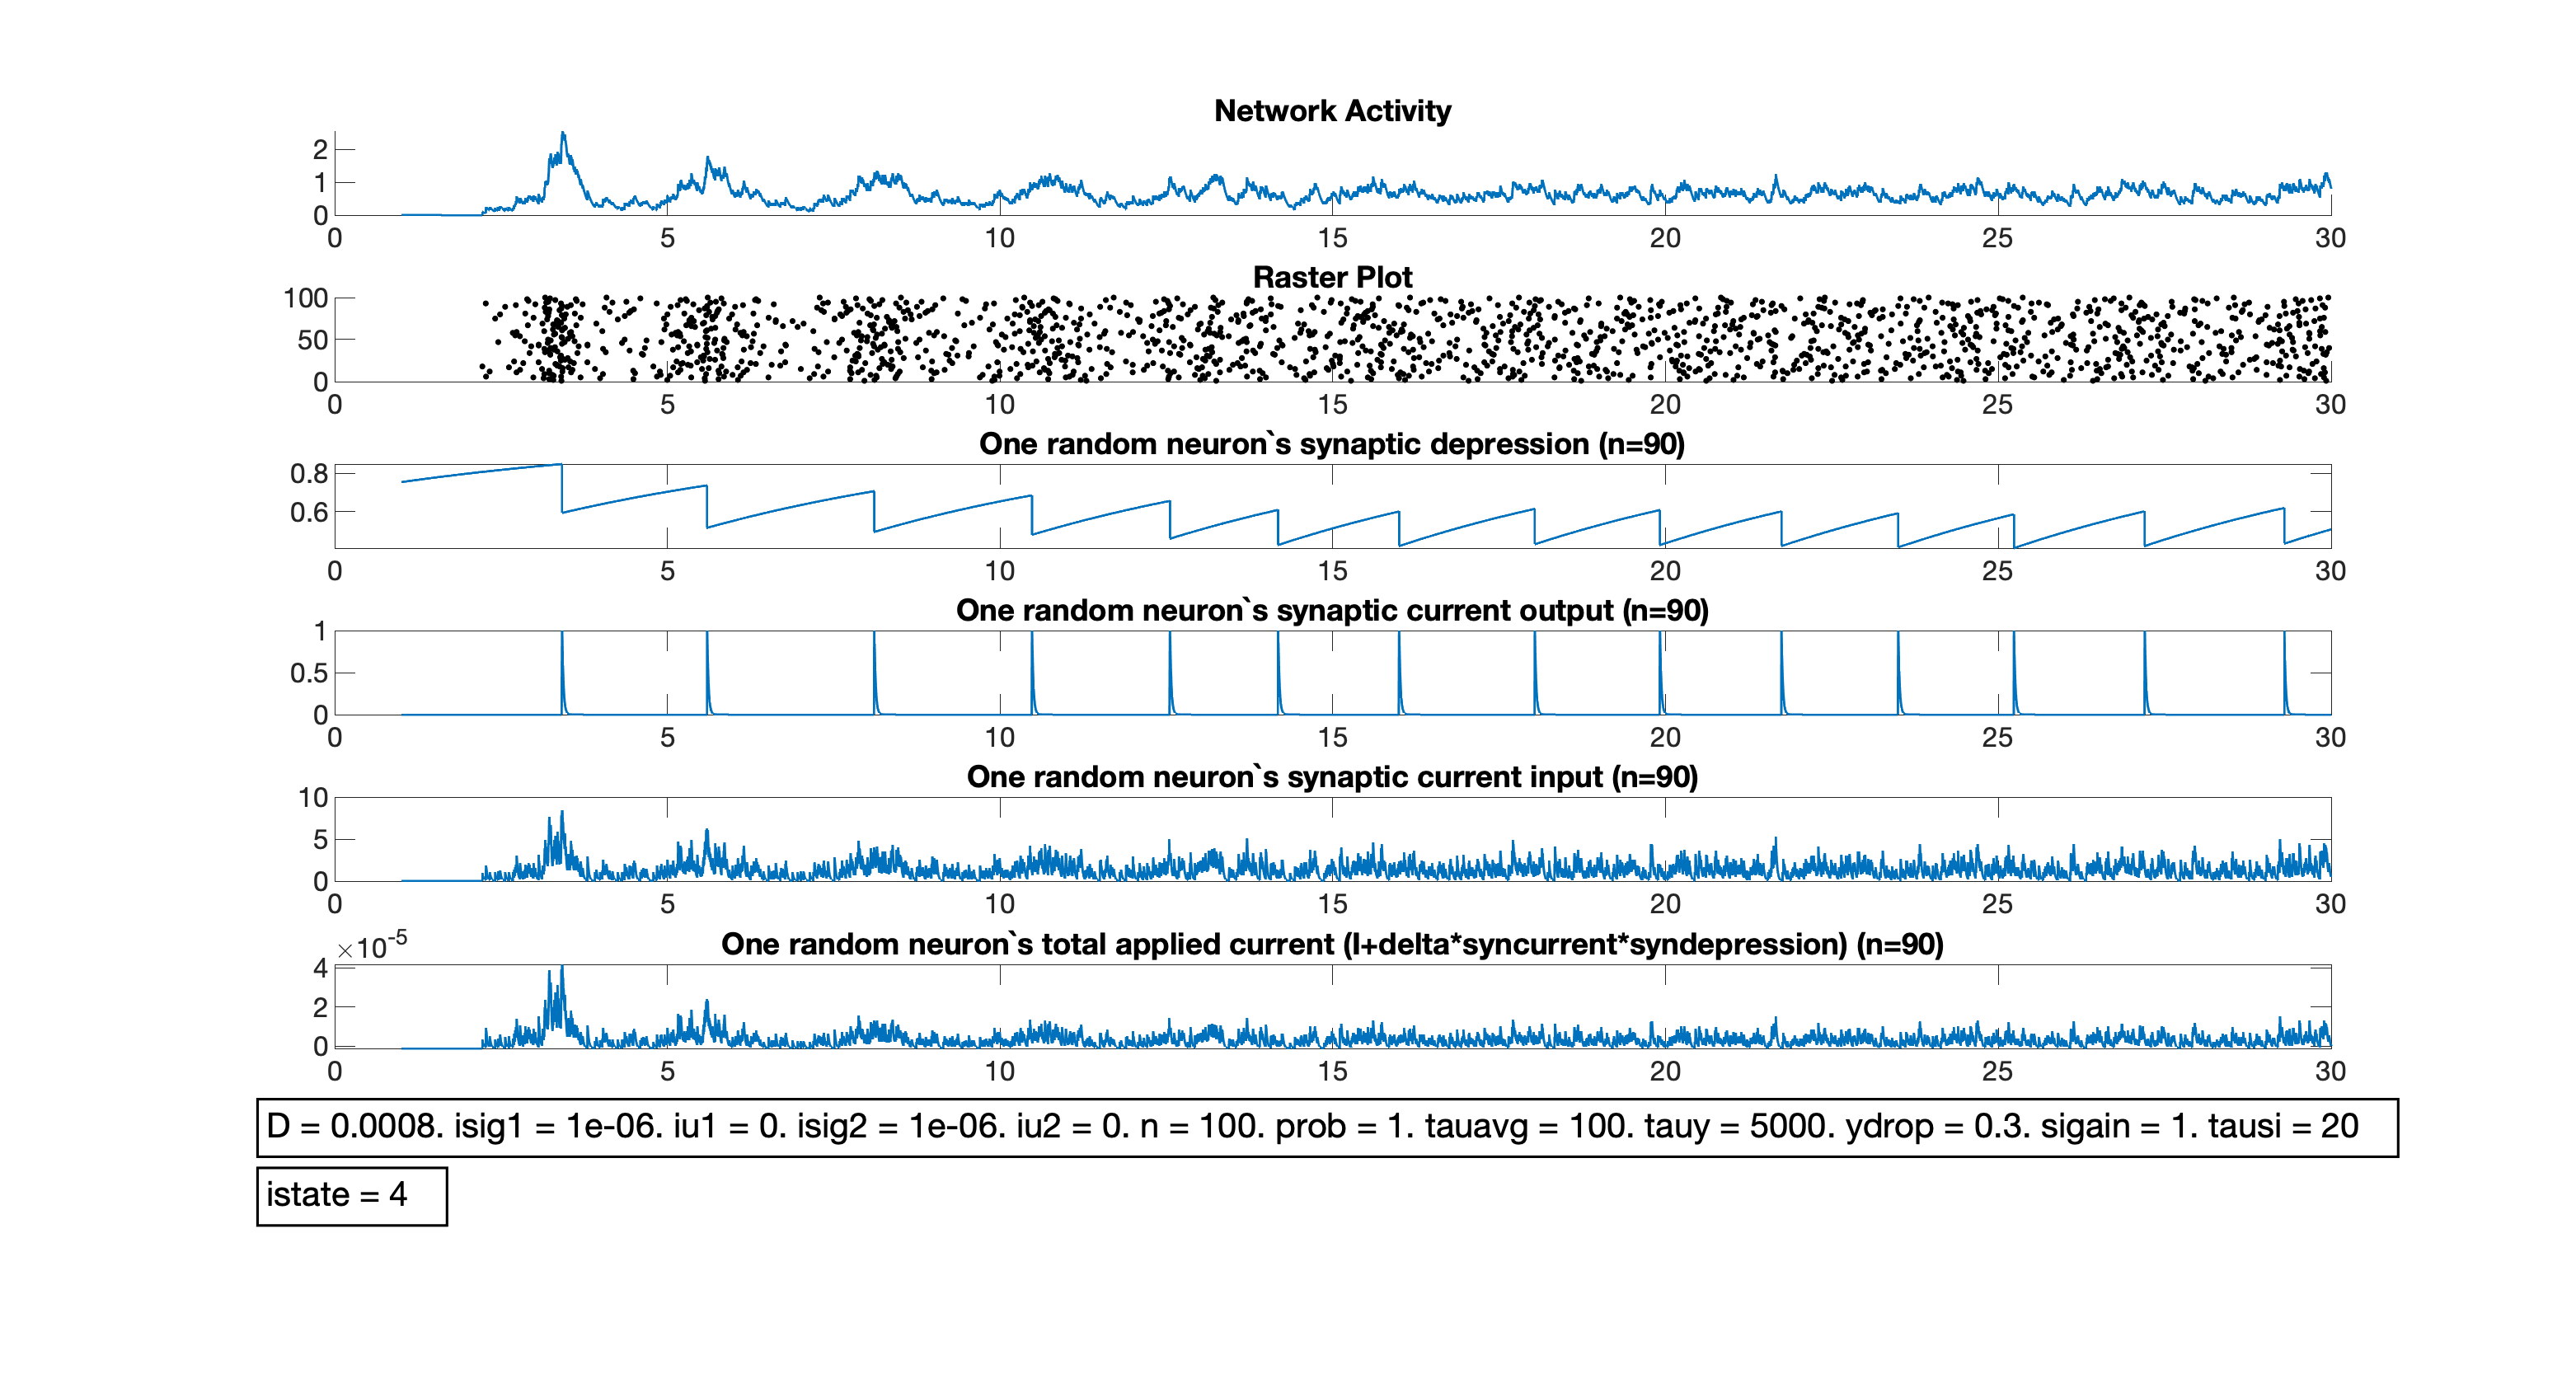 Network Activity
2
1
0
0 5 10 15 20 25 30
Raster Plot
100
50
0
0 5 10 15 20 25 30
One random neuron`s synaptic depression (n=90)
0.8
0.6
0 5 10 15 20 25 30
One random neuron`s synaptic current output (n=90)
1
0.5
0
0 5 10 15 20 25 30
One random neuron`s synaptic current input (n=90)
10
5
0
0 5 10 15 20 25 30
One random neuron`s total applied current (I+delta*syncurrent*syndepression) (n=90)
×10-5
4
2
0
0 5 10 15 20 25 30
D = 0.0008. isig1 = 1e-06. iu1 = 0. isig2 = 1e-06. iu2 = 0. n = 100. prob = 1. tauavg = 100. tauy = 5000. ydrop = 0.3. sigain = 1. tausi = 20
istate = 4